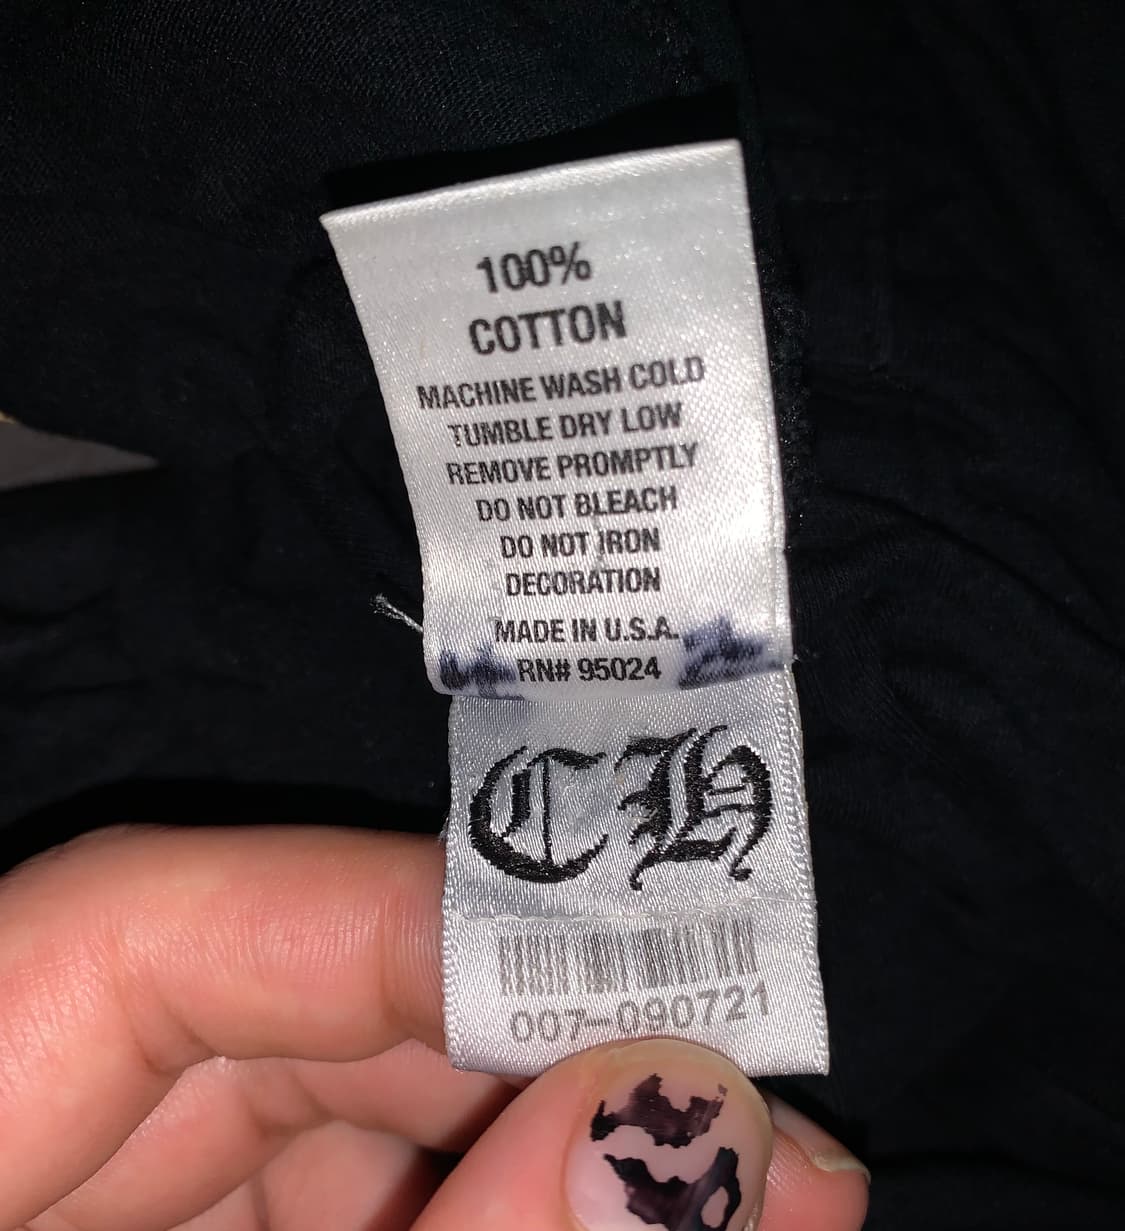 100%
COTTON
MACHINE WASH COLD
TUMBLE DRY LOW
REMOVE PROMPTLY
DO NOT BLEACH
DO NOT IRON
DECORATION
MADE IN U.S.A.
RN# 95024
CH
007-090721